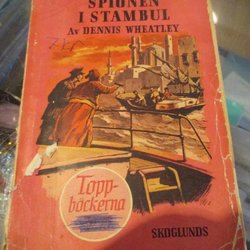 SPIONEN
I STAMBUL
AV DENNIS WHEATLEY
Topp-
böckerna
SKOGLUNDS